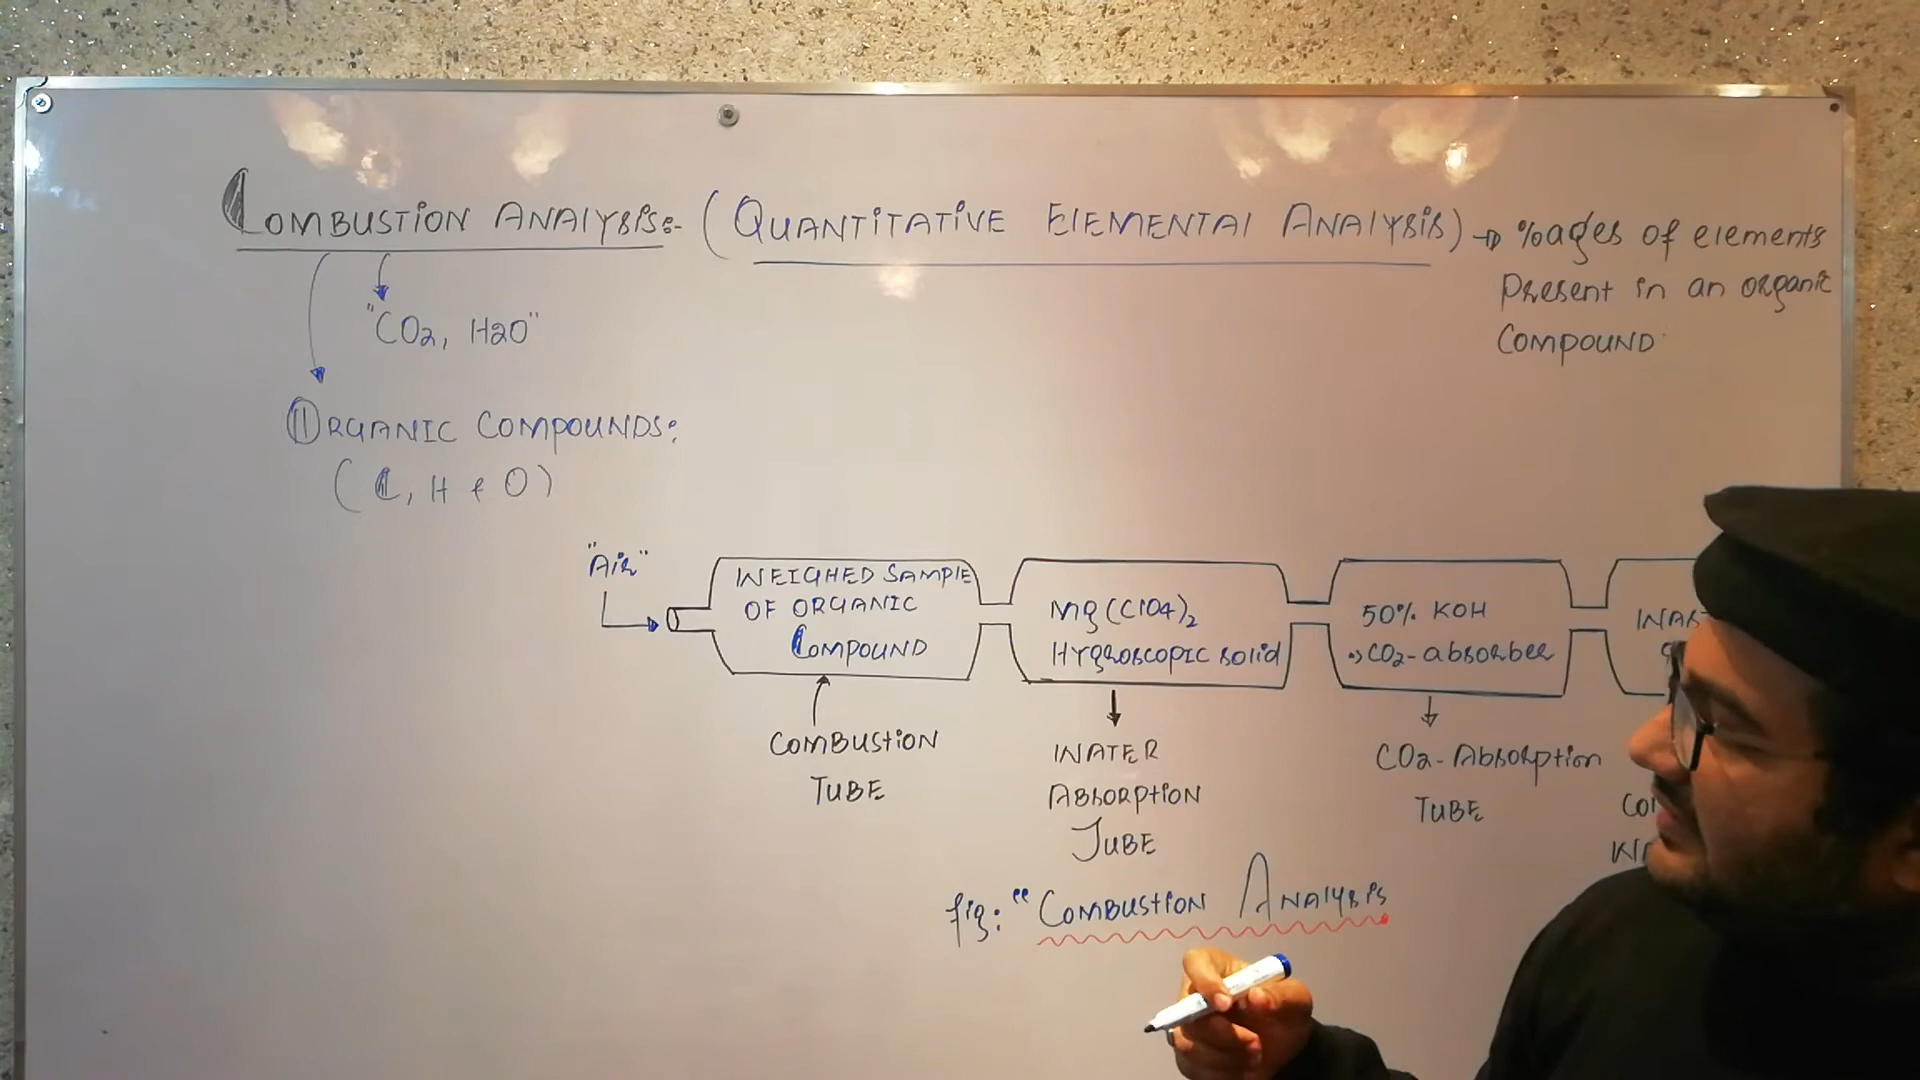 COMBUSTION ANALYSIS:- (QUANTITATIVE ELEMENTAL ANALYSIS) → %ages of elements
Present in an organic
COMPOUND
"CO2, H2O"
ORGANIC COMPOUNDS:
(C, H & O)
"Air"
WEIGHED SAMPLE
OF ORGANIC
COMPOUND
Mg(ClO4)2
Hygroscopic solid
50% KOH
CO2-absorber
COMBUSTION
TUBE
WATER
ABSORPTION
TUBE
CO2-Absorption
TUBE
fig: "COMBUSTION ANALYSIS